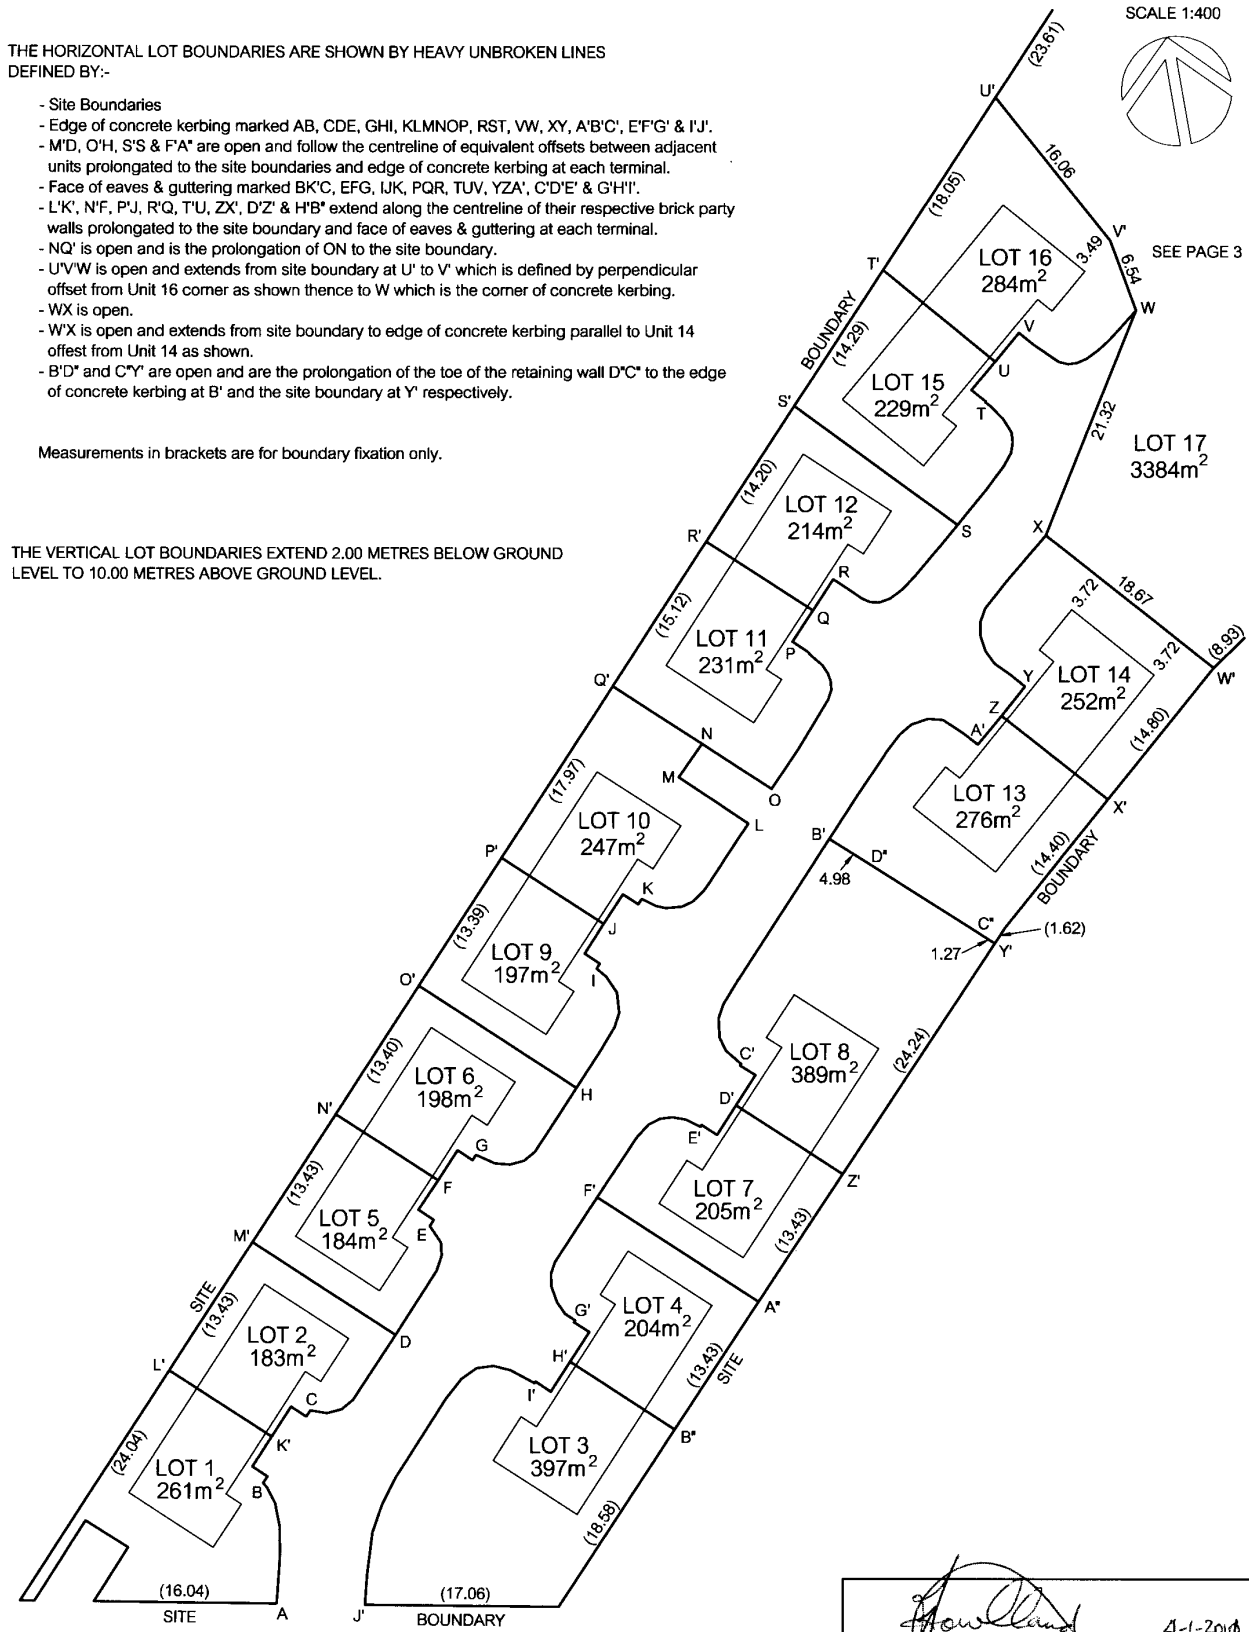 SCALE 1:400
THE HORIZONTAL LOT BOUNDARIES ARE SHOWN BY HEAVY UNBROKEN LINES
DEFINED BY:-
- Site Boundaries
- Edge of concrete kerbing marked AB, CDE, GHI, KLMNOP, RST, VW, XY, A'B'C', E'F'G' & I'J'.
- M'D, O'H, S'S & F'A" are open and follow the centreline of equivalent offsets between adjacent
units prolongated to the site boundaries and edge of concrete kerbing at each terminal.
- Face of eaves & guttering marked BK'C, EFG, IJK, PQR, TUV, YZA', C'D'E' & G'H'I'.
- L'K', N'F, P'J, R'Q, T'U, ZX', D'Z' & H'B" extend along the centreline of their respective brick party
walls prolongated to the site boundary and face of eaves & guttering at each terminal.
- NQ' is open and is the prolongation of ON to the site boundary.
- U'V'W is open and extends from site boundary at U' to V' which is defined by perpendicular
offset from Unit 16 corner as shown thence to W which is the corner of concrete kerbing.
- WX is open.
- W'X is open and extends from site boundary to edge of concrete kerbing parallel to Unit 14
offest from Unit 14 as shown.
- B'D" and C"Y' are open and are the prolongation of the toe of the retaining wall D"C" to the edge
of concrete kerbing at B' and the site boundary at Y' respectively.
Measurements in brackets are for boundary fixation only.
THE VERTICAL LOT BOUNDARIES EXTEND 2.00 METRES BELOW GROUND
LEVEL TO 10.00 METRES ABOVE GROUND LEVEL.
(23.61)
U'
16.06
(18.05)
V'
3.49
6.54
SEE PAGE 3
LOT 16
284m²
T'
W
V
BOUNDARY
(14.29)
U
LOT 15
229m²
T
S'
21.32
LOT 17
3384m²
(14.20)
LOT 12
214m²
S
X
R'
R
18.67
3.72
(15.12)
Q
LOT 11
231m²
P
3.72
(8.93)
W'
Y
LOT 14
252m²
Q'
Z
N
A'
(14.80)
M
(17.97)
O
LOT 13
276m²
X'
L
LOT 10
247m²
B'
D"
4.98
(14.40)
BOUNDARY
P'
K
C"
(1.62)
J
1.27
Y'
(13.39)
LOT 9
197m²
I
O'
(24.24)
(13.40)
LOT 8
389m²
C'
LOT 6
198m²
H
D'
N'
G
E'
F
Z'
(13.43)
LOT 7
205m²
F'
LOT 5
184m²
E
(13.43)
M'
A"
SITE
(13.43)
LOT 4
204m²
G'
LOT 2
183m²
D
H'
(13.43)
SITE
L'
I'
C
B"
K'
(24.04)
LOT 3
397m²
LOT 1
261m²
B
(18.58)
(16.04)
(17.06)
SITE
A
J'
BOUNDARY